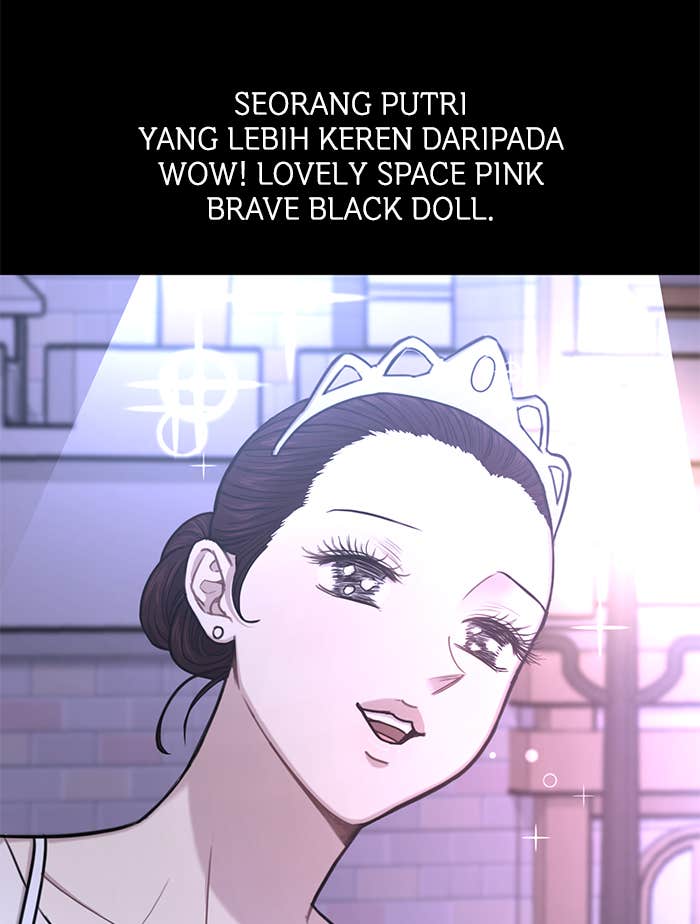 SEORANG PUTRI
YANG LEBIH KEREN DARIPADA
WOW! LOVELY SPACE PINK
BRAVE BLACK DOLL.